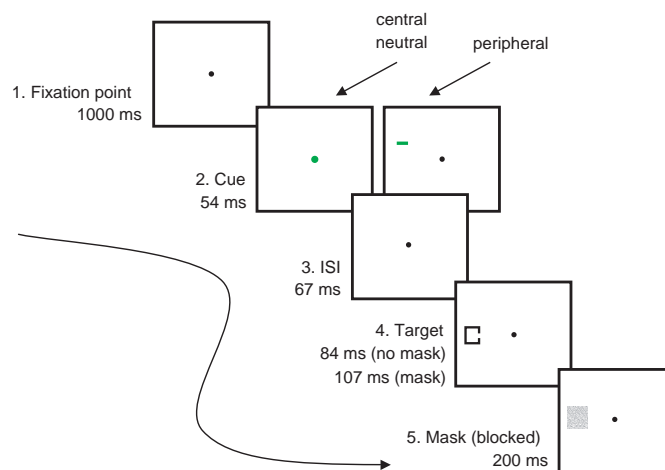 central
neutral
peripheral
1. Fixation point
1000 ms
2. Cue
54 ms
3. ISI
67 ms
4. Target
84 ms (no mask)
107 ms (mask)
5. Mask (blocked)
200 ms